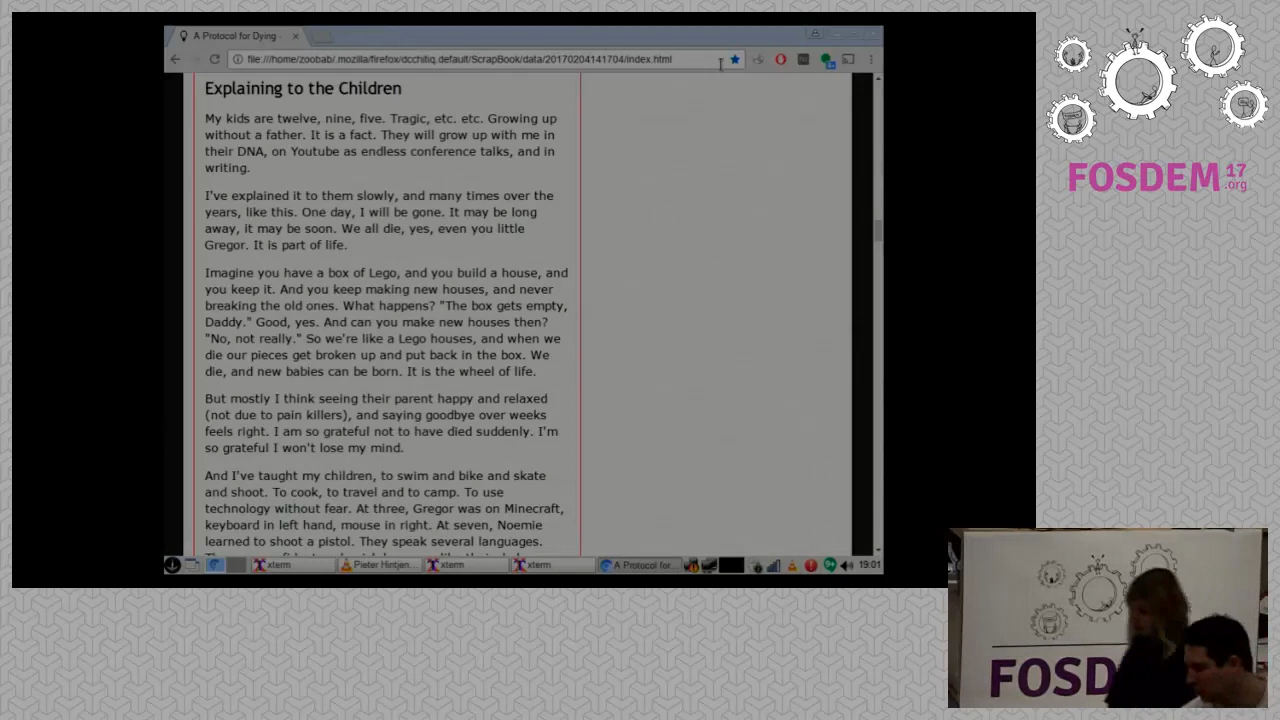 A Protocol for Dying
file:///home/zoobab/.mozilla/firefox/dcchtliq.default/ScrapBook/data/20170204141704/index.html
Explaining to the Children
My kids are twelve, nine, five. Tragic, etc. etc. Growing up
without a father. It is a fact. They will grow up with me in
their DNA, on Youtube as endless conference talks, and in
writing.
I've explained it to them slowly, and many times over the
years, like this. One day, I will be gone. It may be long
away, it may be soon. We all die, yes, even you little
Gregor. It is part of life.
Imagine you have a box of Lego, and you build a house, and
you keep it. And you keep making new houses, and never
breaking the old ones. What happens? "The box gets empty,
Daddy." Good, yes. And can you make new houses then?
"No, not really." So we're like a Lego houses, and when we
die our pieces get broken up and put back in the box. We
die, and new babies can be born. It is the wheel of life.
But mostly I think seeing their parent happy and relaxed
(not due to pain killers), and saying goodbye over weeks
feels right. I am so grateful not to have died suddenly. I'm
so grateful I won't lose my mind.
And I've taught my children, to swim and bike and skate
and shoot. To cook, to travel and to camp. To use
technology without fear. At three, Gregor was on Minecraft,
keyboard in left hand, mouse in right. At seven, Noemie
learned to shoot a pistol. They speak several languages.
xterm
Pieter Hintjen...
xterm
xterm
A Protocol for...
19:01
FOSDEM 17
.org
FOSD